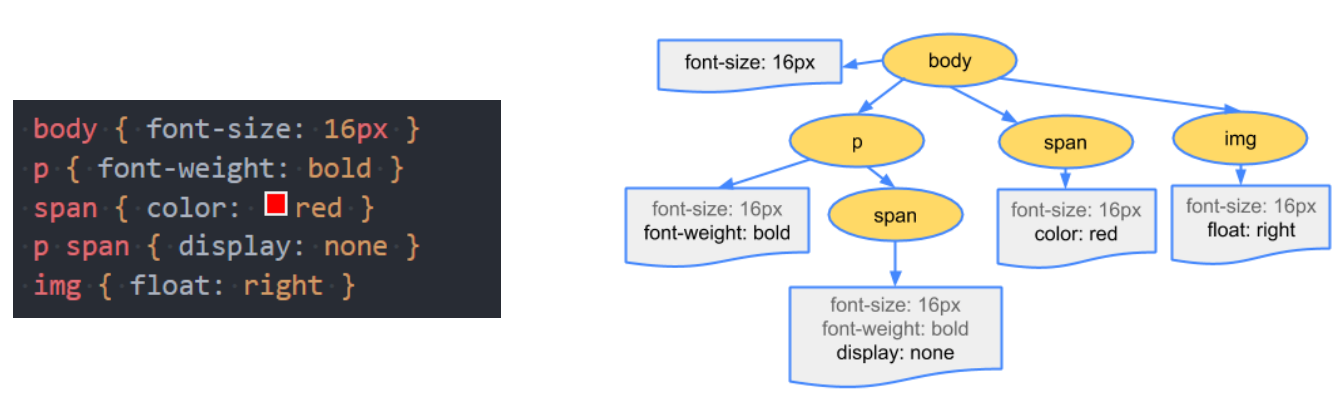 body { font-size: 16px }
p { font-weight: bold }
span { color: red }
p span { display: none }
img { float: right }
font-size: 16px
body
p
span
img
font-size: 16px
font-weight: bold
span
font-size: 16px
color: red
font-size: 16px
float: right
font-size: 16px
font-weight: bold
display: none